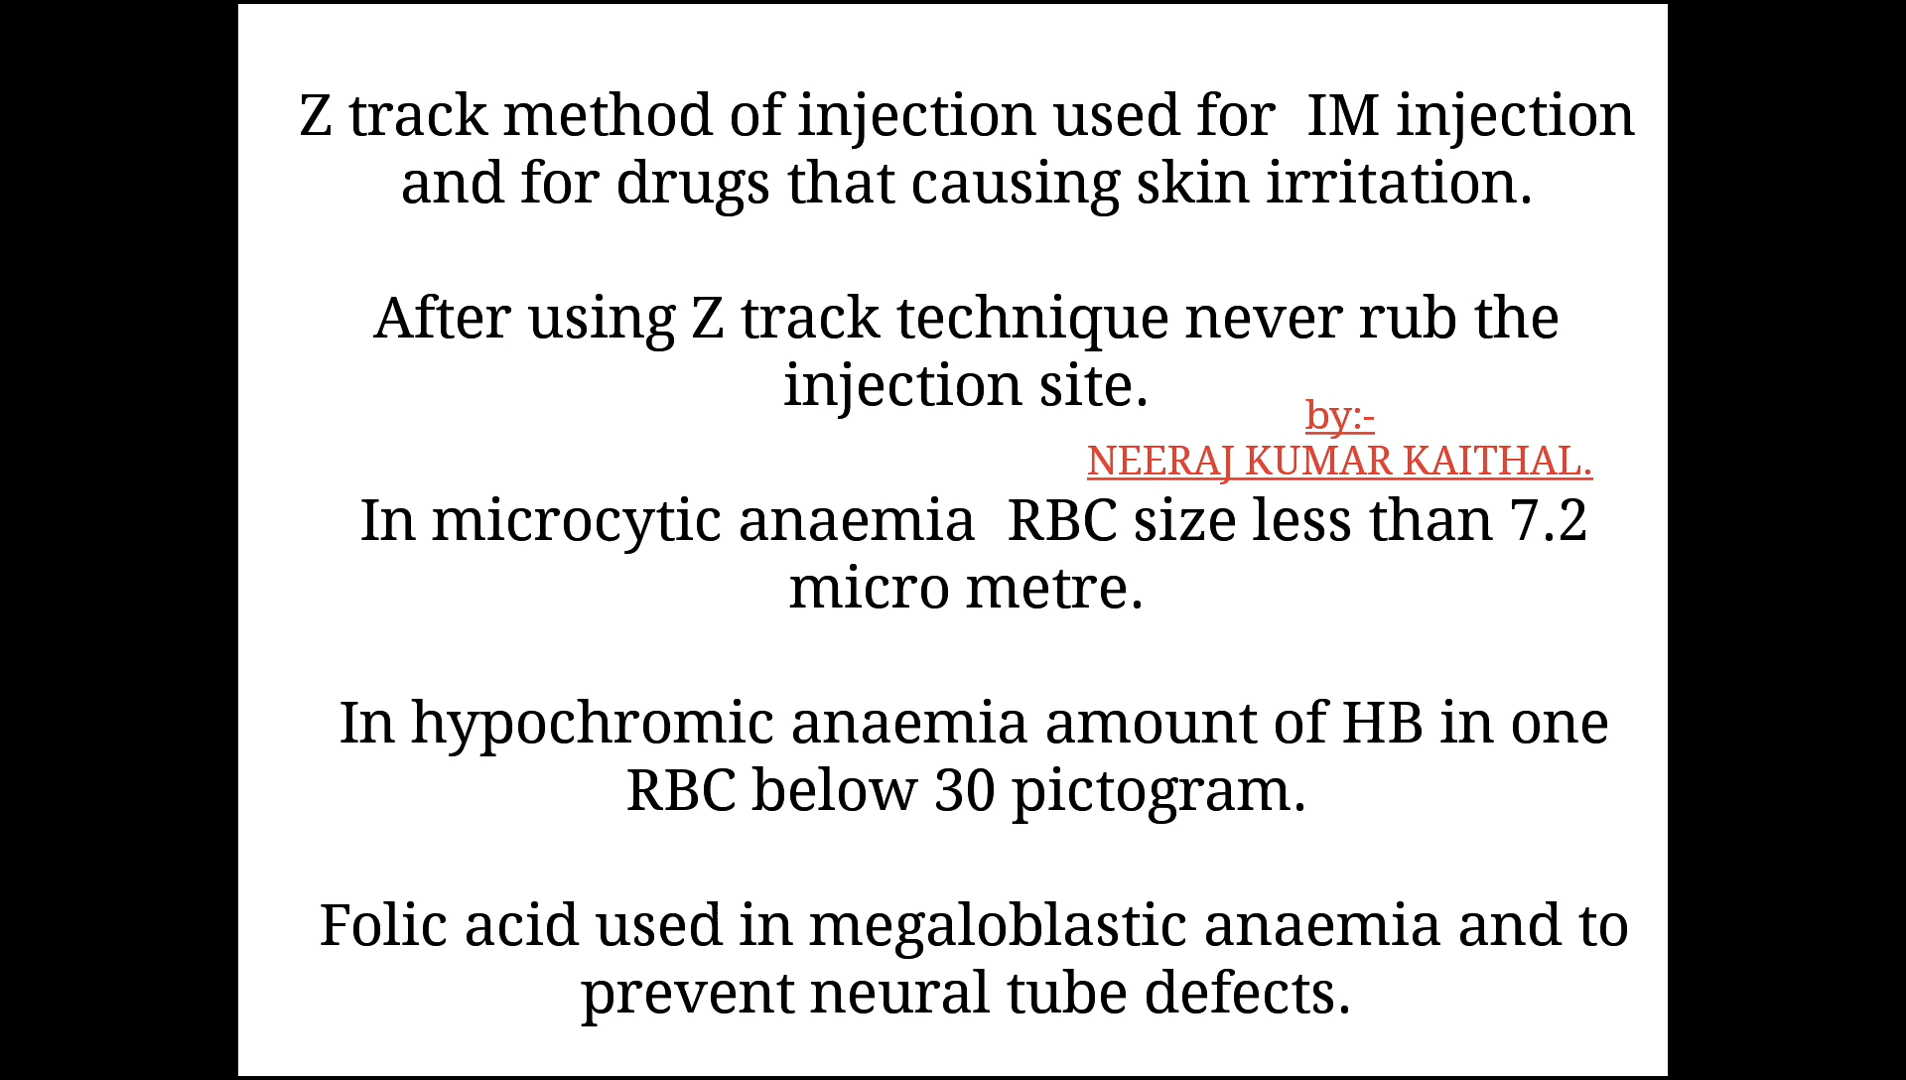 Z track method of injection used for IM injection
and for drugs that causing skin irritation.
After using Z track technique never rub the
injection site.
by:-
NEERAJ KUMAR KAITHAL.
In microcytic anaemia RBC size less than 7.2
micro metre.
In hypochromic anaemia amount of HB in one
RBC below 30 pictogram.
Folic acid used in megaloblastic anaemia and to
prevent neural tube defects.